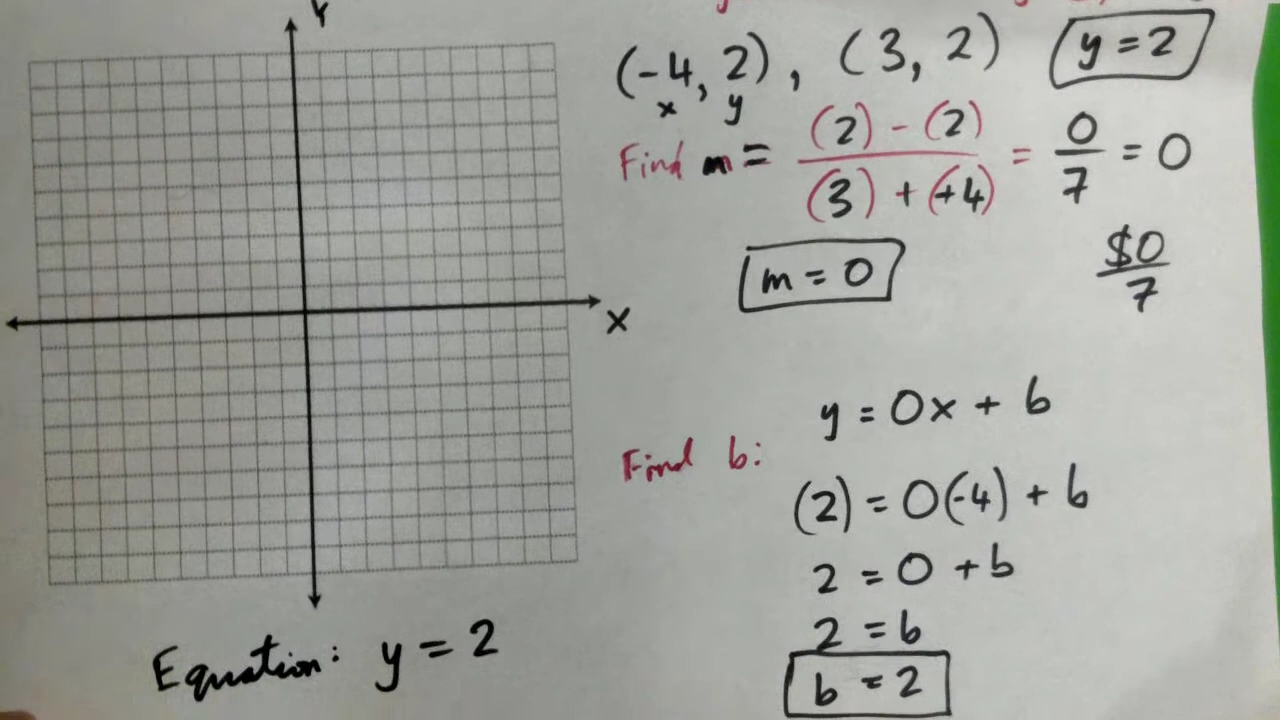 Y
X
Equation: y = 2
(-4, 2), (3, 2) y = 2
x y
Find m = (2) - (2) / (3) + (+4) = 0/7 = 0
m = 0
$0/7
y = 0x + b
Find b:
(2) = 0(-4) + b
2 = 0 + b
2 = b
b = 2